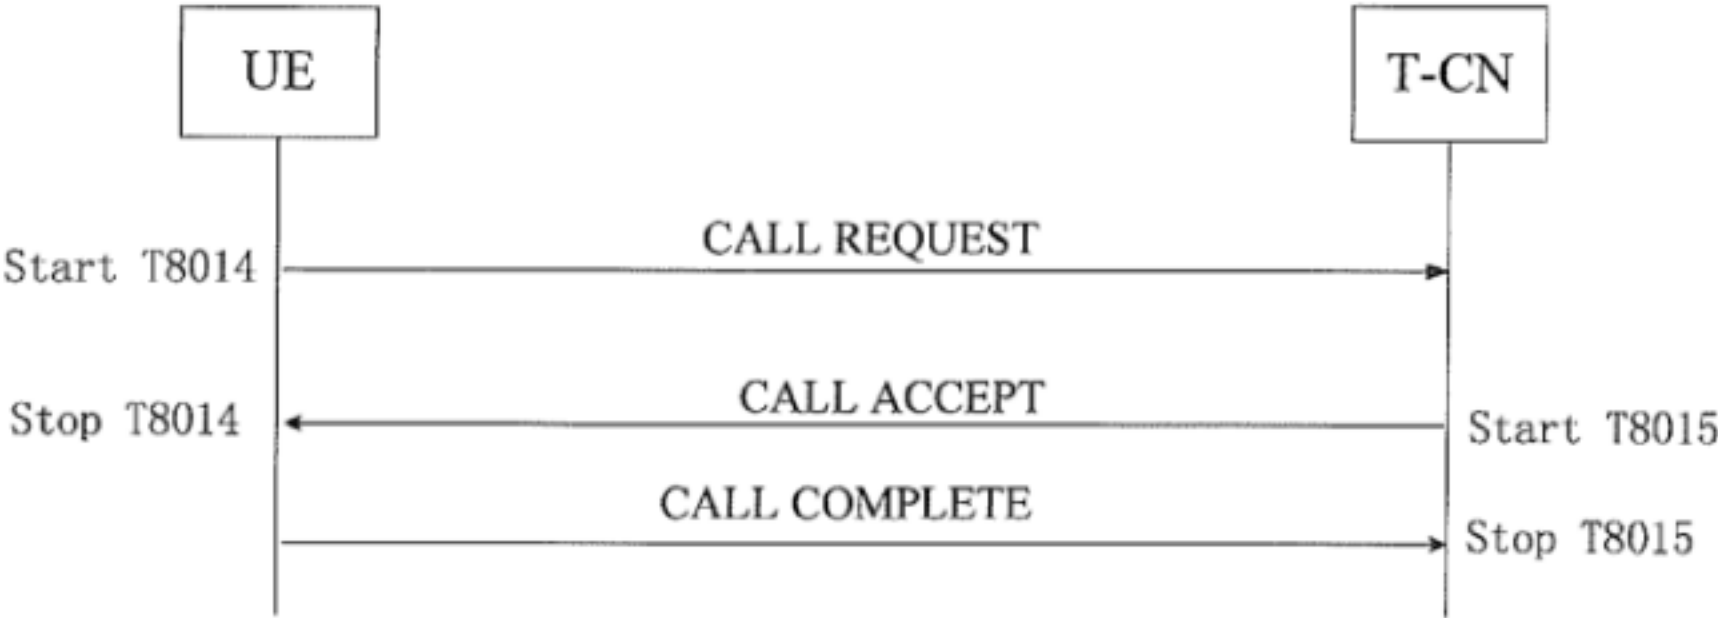 UE
T-CN
CALL REQUEST
Start T8014
CALL ACCEPT
Stop T8014
Start T8015
CALL COMPLETE
Stop T8015